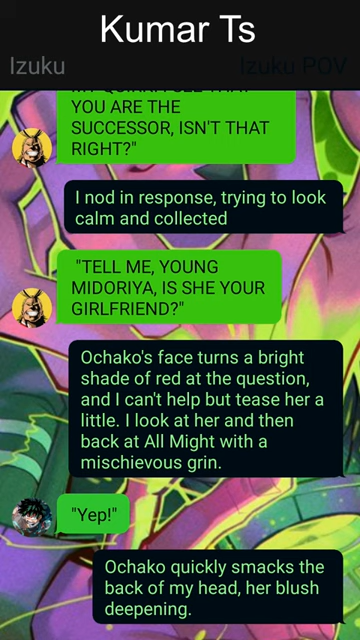 Kumar Ts
Izuku
Izuku POV
YOU ARE THE
SUCCESSOR, ISN'T THAT
RIGHT?"
I nod in response, trying to look
calm and collected
"TELL ME, YOUNG
MIDORIYA, IS SHE YOUR
GIRLFRIEND?"
Ochako's face turns a bright
shade of red at the question,
and I can't help but tease her a
little. I look at her and then
back at All Might with a
mischievous grin.
"Yep!"
Ochako quickly smacks the
back of my head, her blush
deepening.